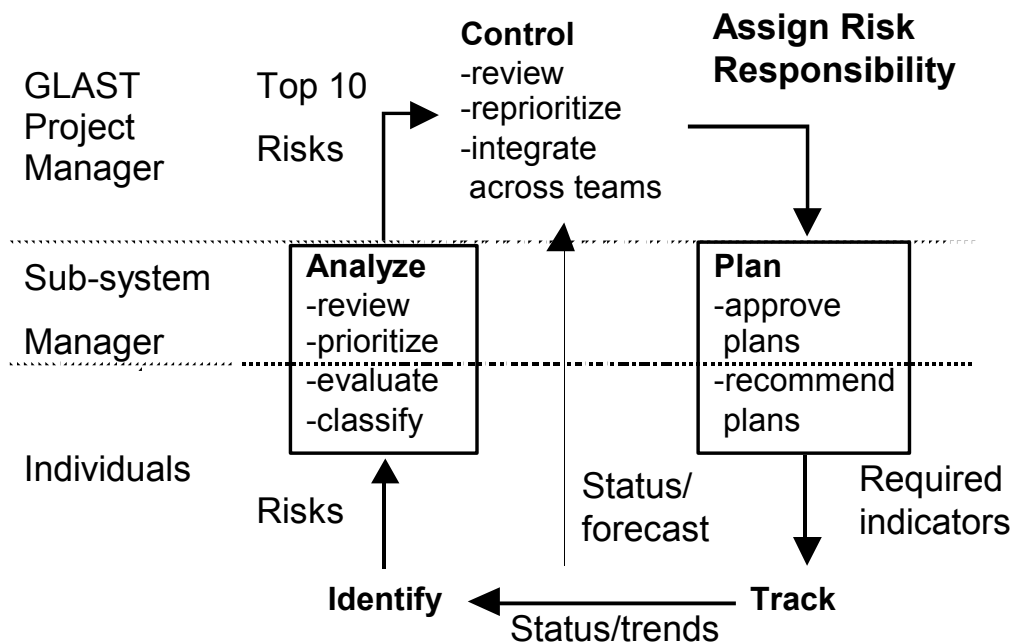 GLAST
Project
Manager
Top 10
Risks
Control
-review
-reprioritize
-integrate
across teams
Assign Risk
Responsibility
Sub-system
Manager
Analyze
-review
-prioritize
-evaluate
-classify
Plan
-approve
plans
-recommend
plans
Individuals
Risks
Status/
forecast
Required
indicators
Identify
Status/trends
Track